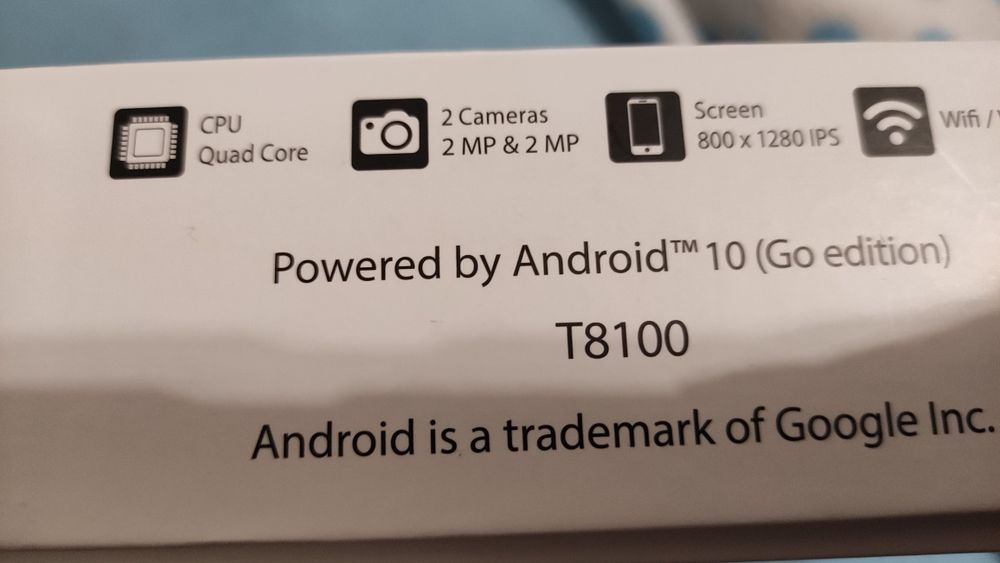 CPU
Quad Core
2 Cameras
2 MP & 2 MP
Screen
800 x 1280 IPS
Wifi /
Powered by Android™ 10 (Go edition)
T8100
Android is a trademark of Google Inc.